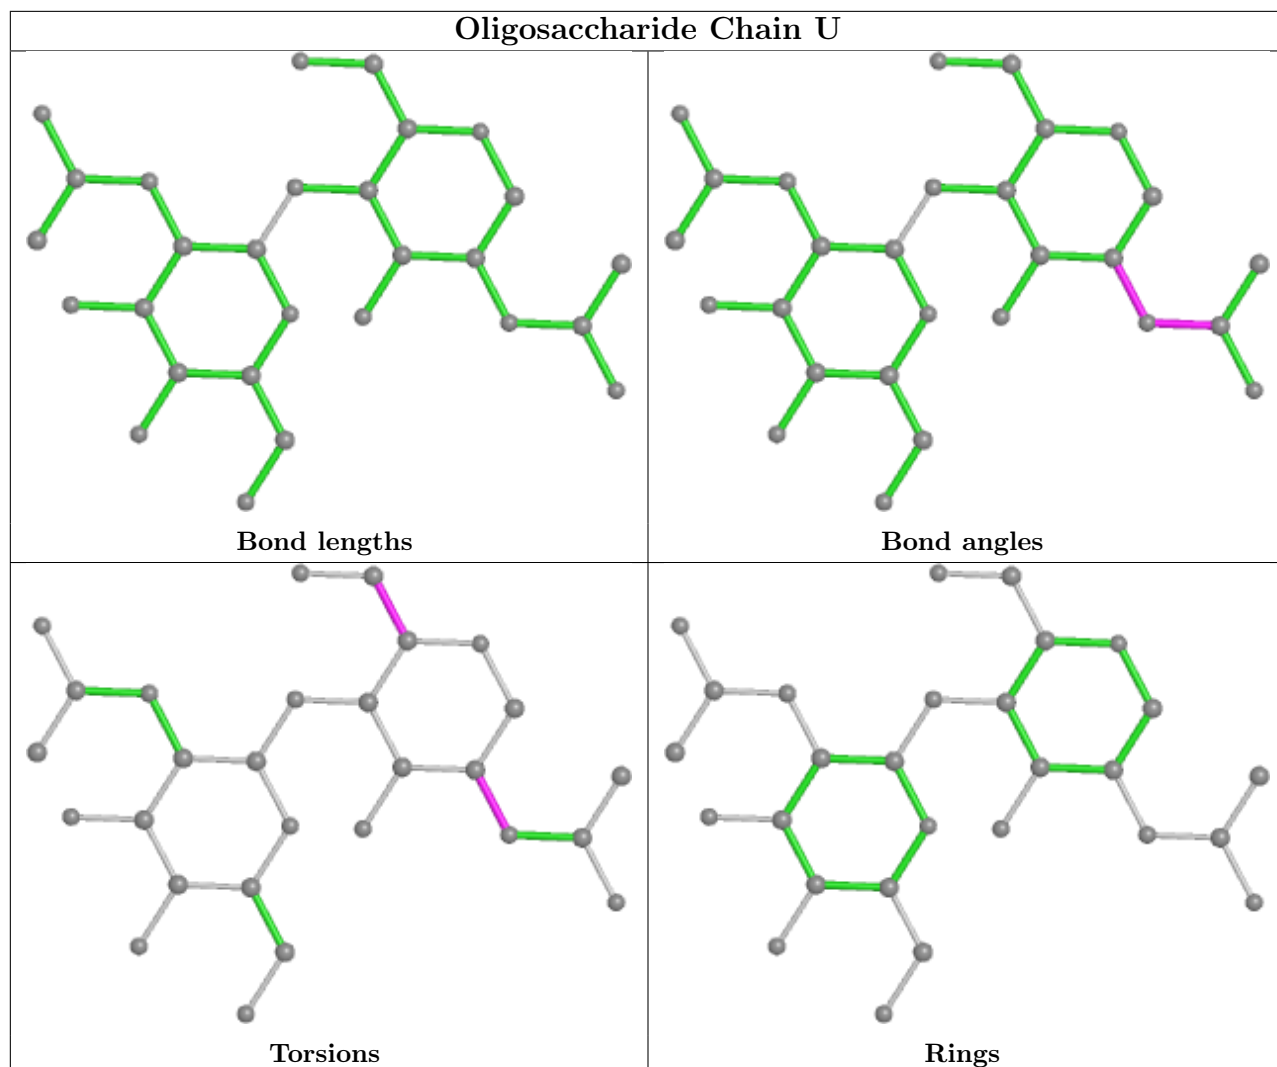 Oligosaccharide Chain U
Bond lengths
Bond angles
Torsions
Rings